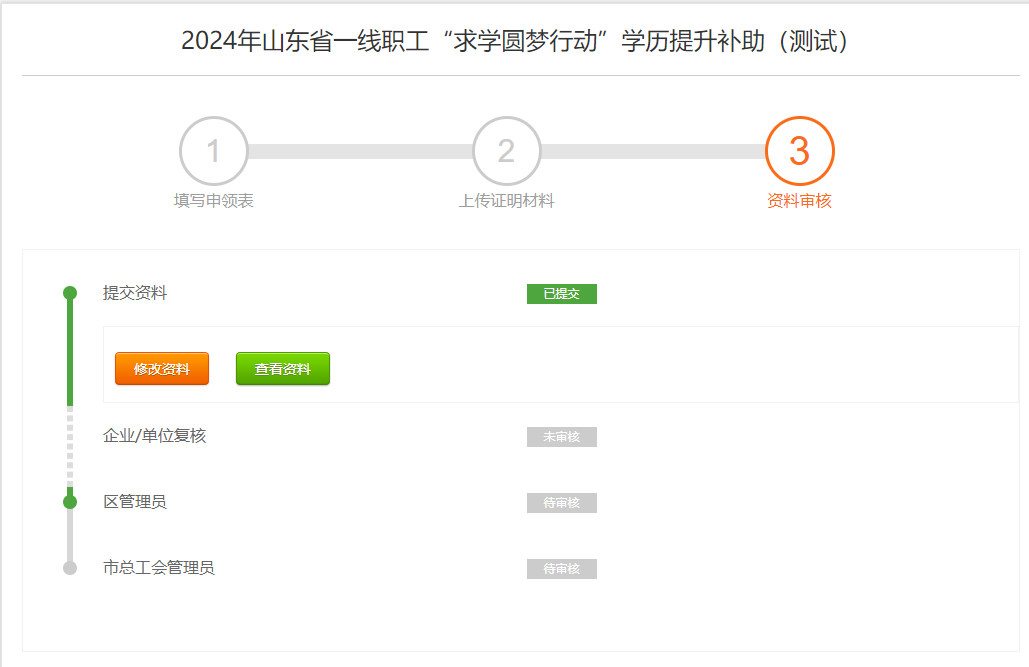 2024年山东省一线职工“求学圆梦行动”学历提升补助（测试）
1
2
3
填写申领表
上传证明材料
资料审核
提交资料
已提交
修改资料
查看资料
企业/单位复核
未审核
区管理员
待审核
市总工会管理员
待审核